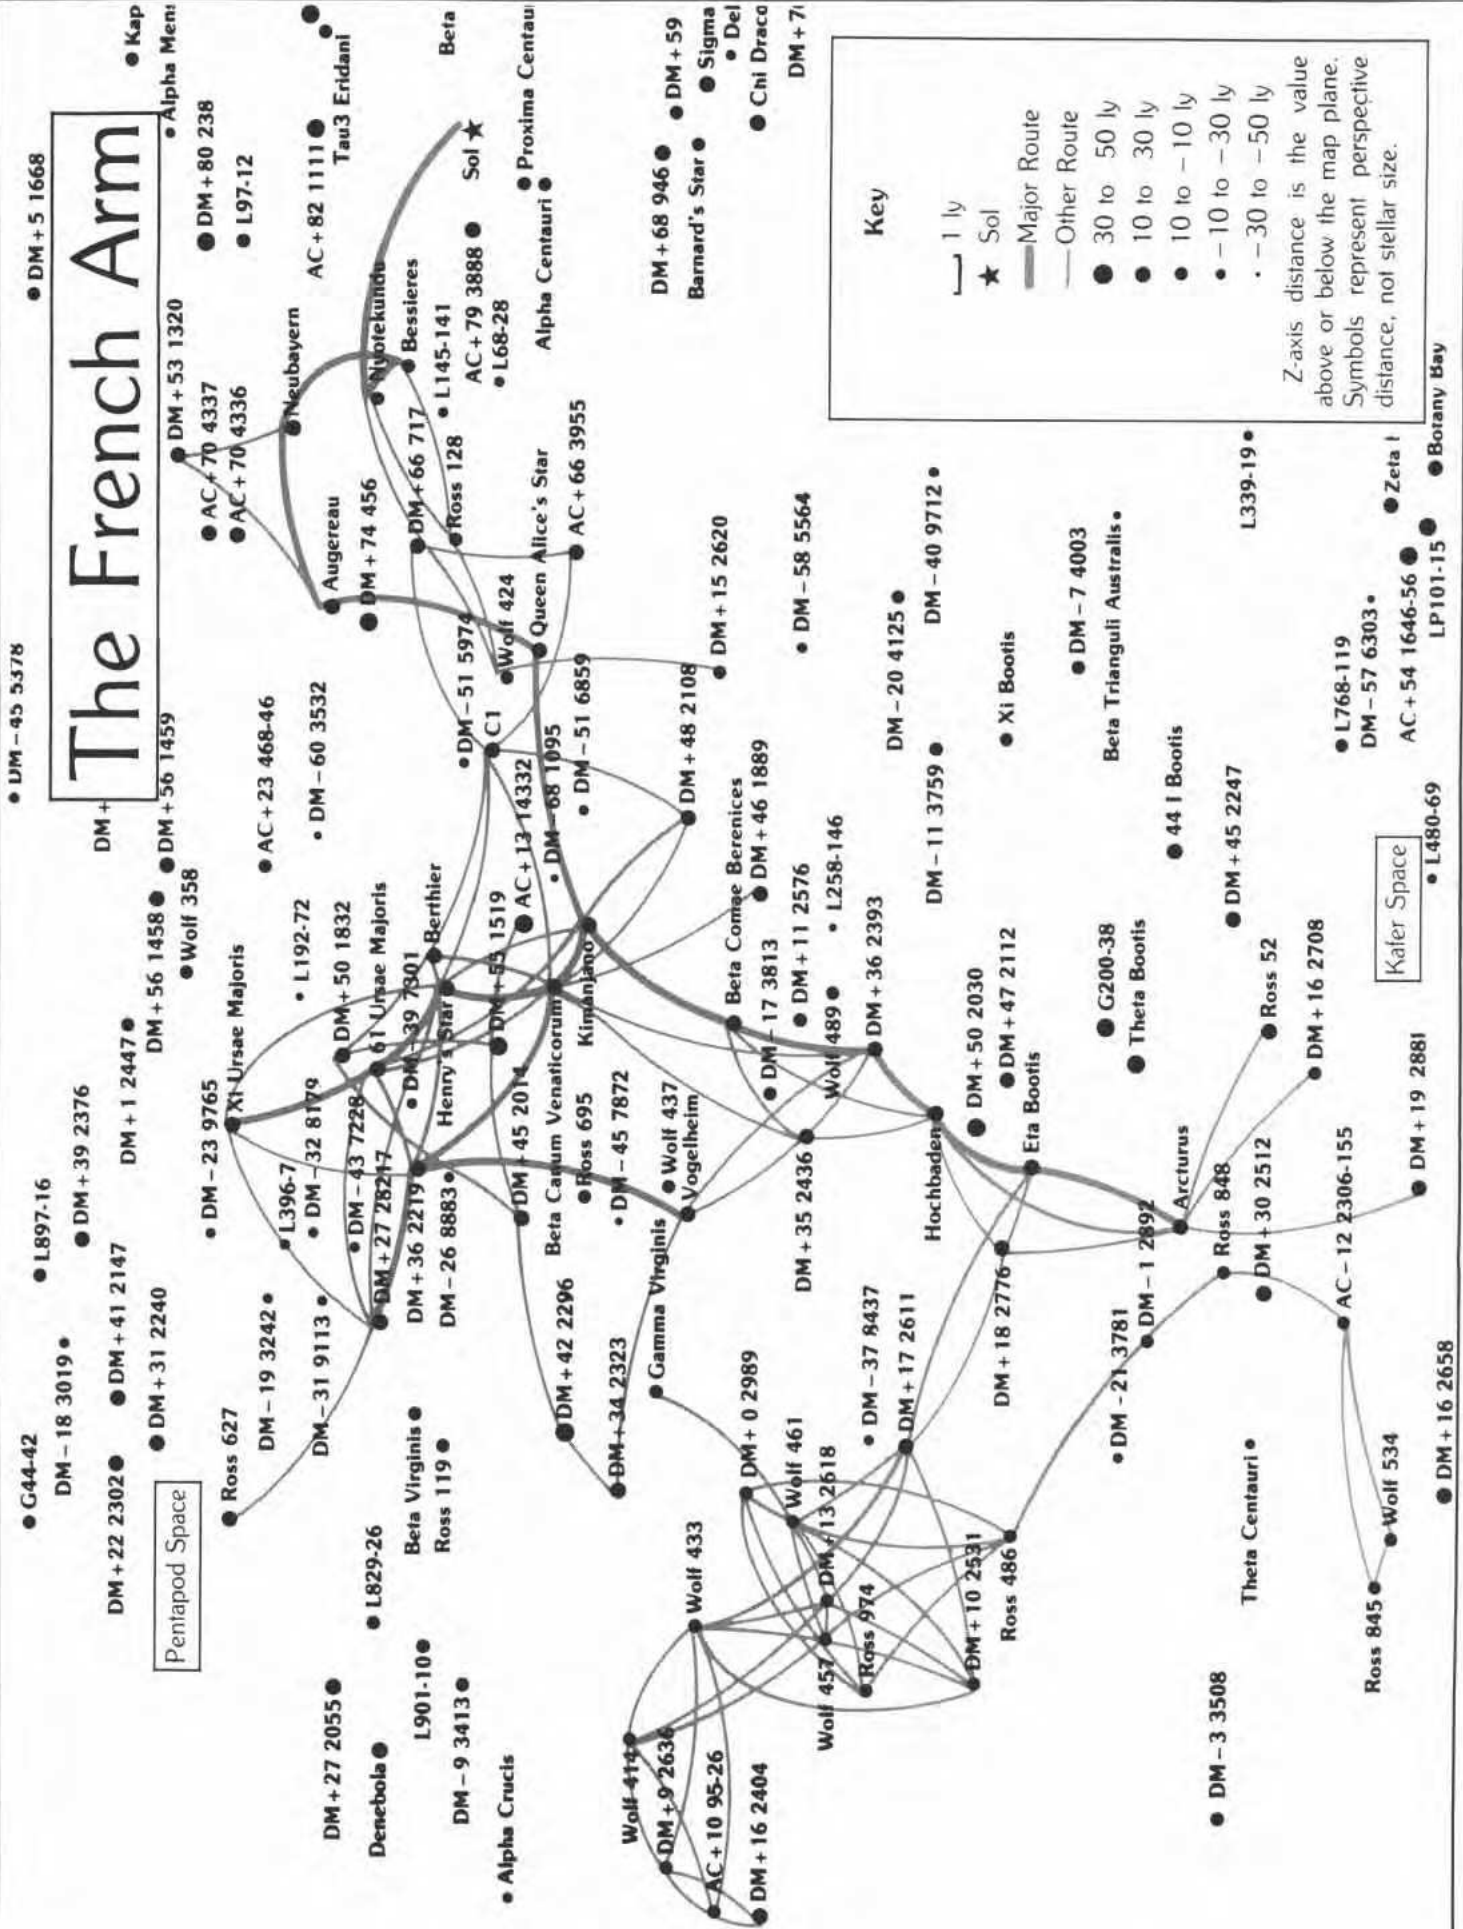 The French Arm
DM−45 5378
DM+5 1668
Kap
Alpha Mens
DM+
DM+56 1459
DM+53 1320
DM+80 238
L97-12
AC+70 4337
AC+70 4336
AC+82 1111
Tau3 Eridani
Neubayern
Beta
Sol
Nyotekundu
Bessieres
L145-141
AC+79 3888
L68-28
Proxima Centau
Alpha Centauri
DM+59
Sigma
Del
Chi Draco
DM+7
DM+68 946
Barnard's Star
Augereau
DM+74 456
DM+66 717
Ross 128
Queen Alice's Star
AC+66 3955
Wolf 424
DM−51 5974
C1
DM+15 2620
DM−58 5564
DM−51 6859
DM−68 1095
DM+48 2108
AC+23 468-46
DM−60 3532
DM+56 1458
Wolf 358
L192-72
DM+50 1832
Xi Ursae Majoris
61 Ursae Majoris
Berthier
DM−39 7301
Henry's Star
DM+55 1519
AC+13 14332
Kimanjano
Beta Canum Venaticorum
Beta Comae Berenices
DM+46 1889
DM+11 2576
L258-146
DM−17 3813
Wolf 489
DM+36 2393
DM−20 4125
DM−40 9712
DM−11 3759
Xi Bootis
DM−7 4003
Beta Trianguli Australis
44 I Bootis
DM+45 2247
L339-19
L768-119
DM−57 6303
AC+54 1646-56
LP101-15
Zeta
Botany Bay
L480-69
Kafer Space
Key
1 ly
Sol
Major Route
Other Route
30 to 50 ly
10 to 30 ly
10 to −10 ly
−10 to −30 ly
−30 to −50 ly
Z-axis distance is the value
above or below the map plane.
Symbols represent perspective
distance, not stellar size.
G44-42
L897-16
DM−18 3019
DM+39 2376
DM+1 2447
DM+22 2302
DM+41 2147
DM+31 2240
DM−23 9765
Pentapod Space
Ross 627
L396-7
DM−32 8179
DM−43 7228
DM+27 28217
DM−19 3242
DM−31 9113
DM+36 2219
DM−26 8883
DM+45 2014
Ross 695
DM−45 7872
Wolf 437
Vogelheim
DM+42 2296
DM+34 2323
Gamma Virginis
Beta Virginis
Ross 119
L829-26
DM+27 2055
Denebola
L901-10
DM−9 3413
Alpha Crucis
Wolf 433
DM+0 2989
Wolf 461
DM+13 2618
DM−37 8437
DM+17 2611
DM+35 2436
Hochbaden
DM+50 2030
DM+47 2112
Eta Bootis
G200-38
Theta Bootis
Ross 52
DM+16 2708
DM+19 2881
DM+18 2776
Arcturus
Ross 848
DM+30 2512
DM−1 2892
DM−21 3781
AC−12 2306-155
DM+16 2658
Wolf 534
Ross 845
Theta Centauri
DM−3 3508
Ross 486
DM+10 2531
Ross 974
Wolf 457
Wolf 414
DM+9 2636
AC+10 95-26
DM+16 2404